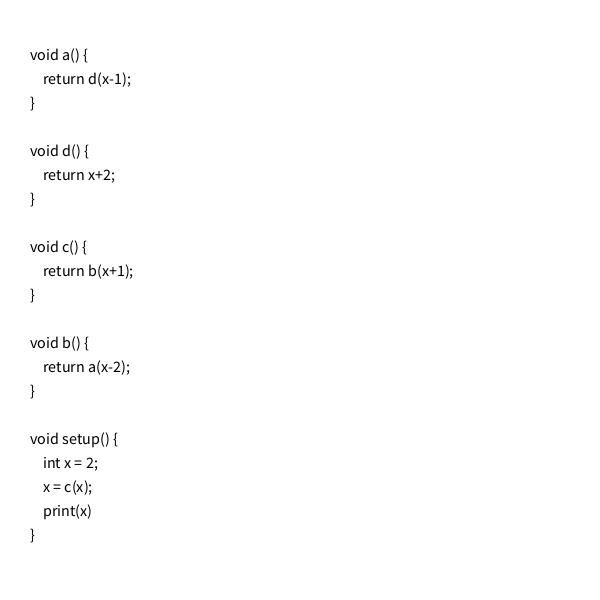 void a() {
return d(x-1);
}
void d() {
return x+2;
}
void c() {
return b(x+1);
}
void b() {
return a(x-2);
}
void setup() {
int x = 2;
x = c(x);
print(x)
}